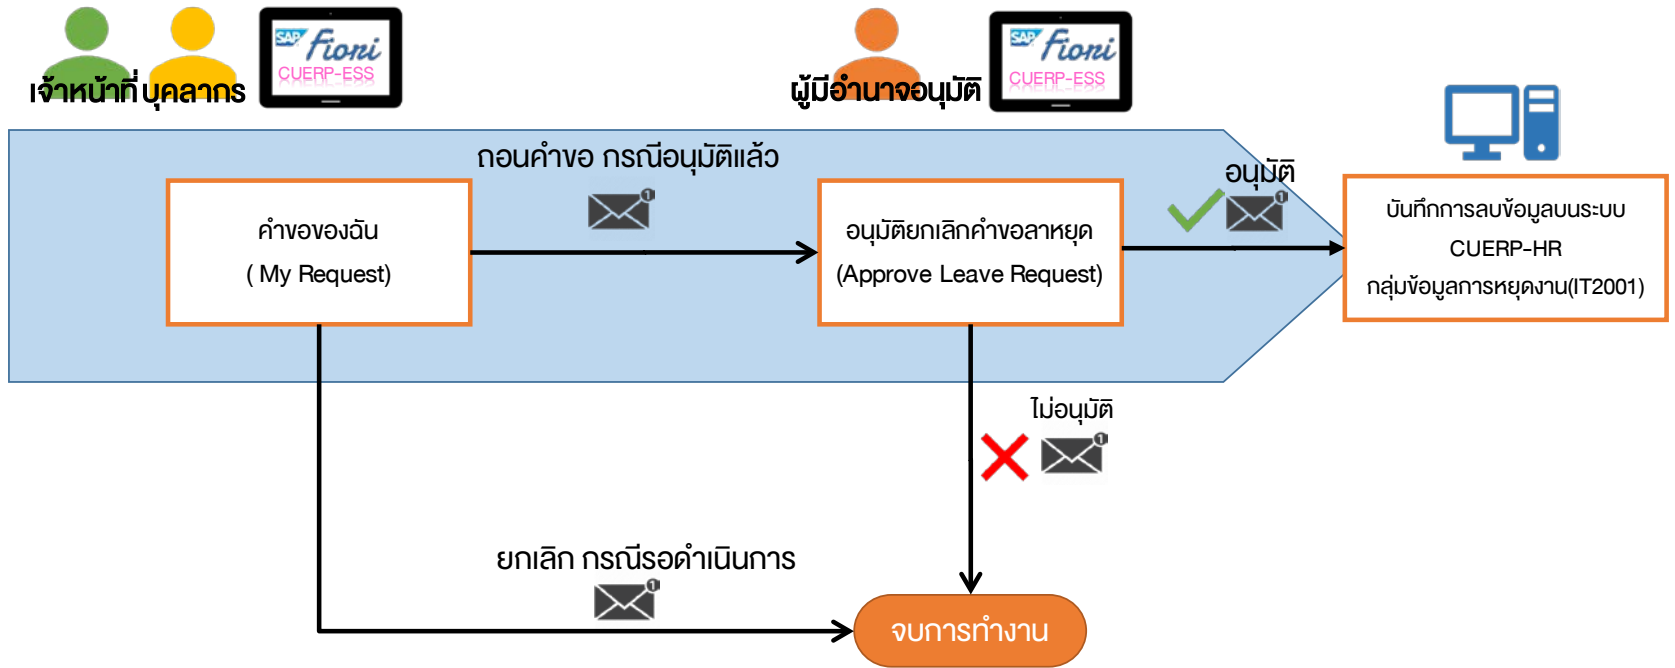 SAP Fiori
CUERP-ESS
เจ้าหน้าที่ บุคลากร
SAP Fiori
CUERP-ESS
ผู้มีอำนาจอนุมัติ
ถอนคำขอ กรณีอนุมัติแล้ว
1
อนุมัติ
1
คำขอของฉัน
( My Request)
อนุมัติยกเลิกคำขอลาหยุด
(Approve Leave Request)
บันทึกการลบข้อมูลบนระบบ
CUERP-HR
กลุ่มข้อมูลการหยุดงาน(IT2001)
ไม่อนุมัติ
1
ยกเลิก กรณีรอดำเนินการ
1
จบการทำงาน